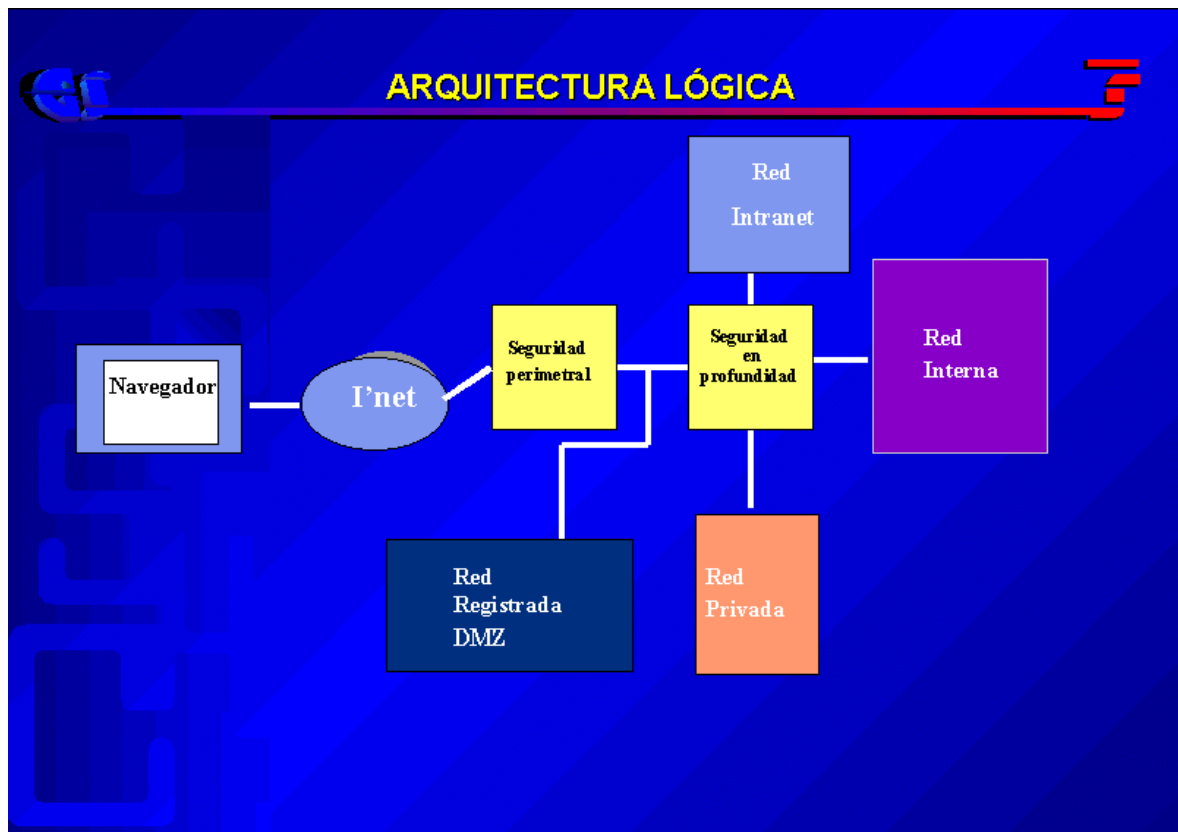 ARQUITECTURA LÓGICA
Red
Intranet
Seguridad
perimetral
Seguridad
en
profundidad
Red
Interna
Navegador
I'net
Red
Registrada
DMZ
Red
Privada